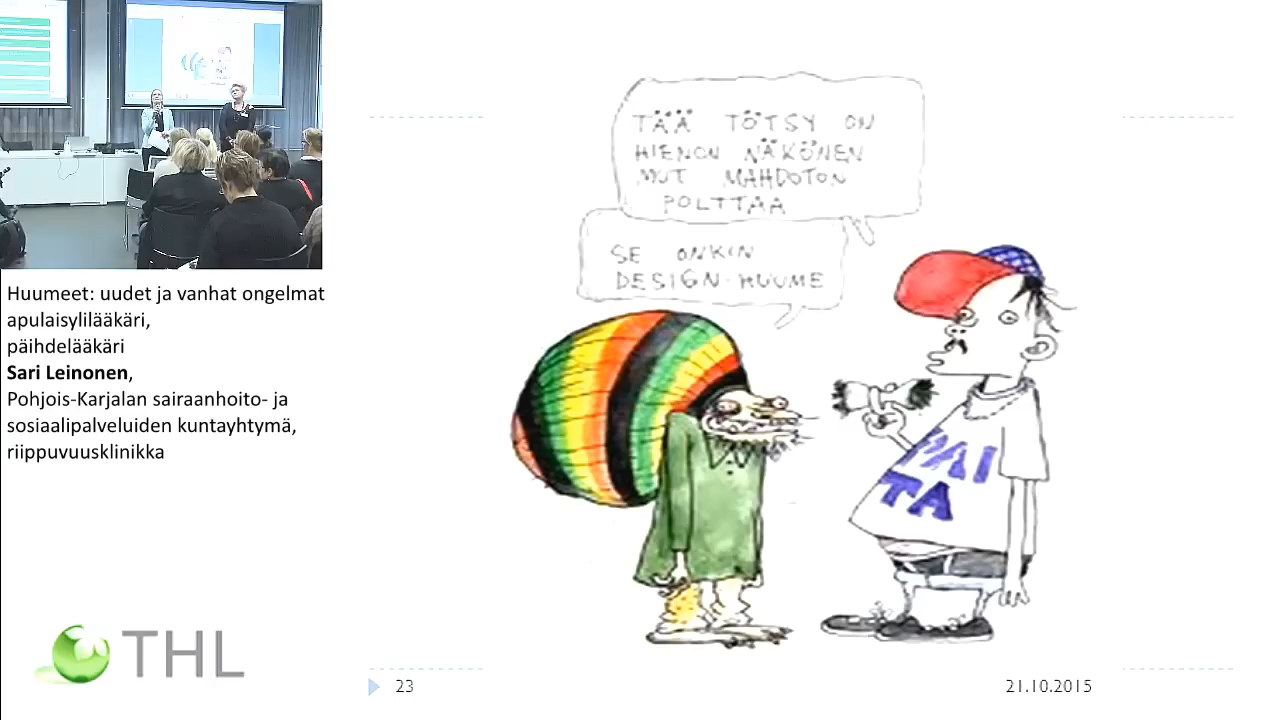 TÄÄ TÖTSY ON
HIENON NÄKÖNEN
MUT MAHDOTON
POLTTAA
SE ONKIN
DESIGN-HUUME
PAI
TA
Huumeet: uudet ja vanhat ongelmat
apulaisylilääkäri,
päihdelääkäri
Sari Leinonen,
Pohjois-Karjalan sairaanhoito- ja
sosiaalipalveluiden kuntayhtymä,
riippuvuusklinikka
THL
23
21.10.2015